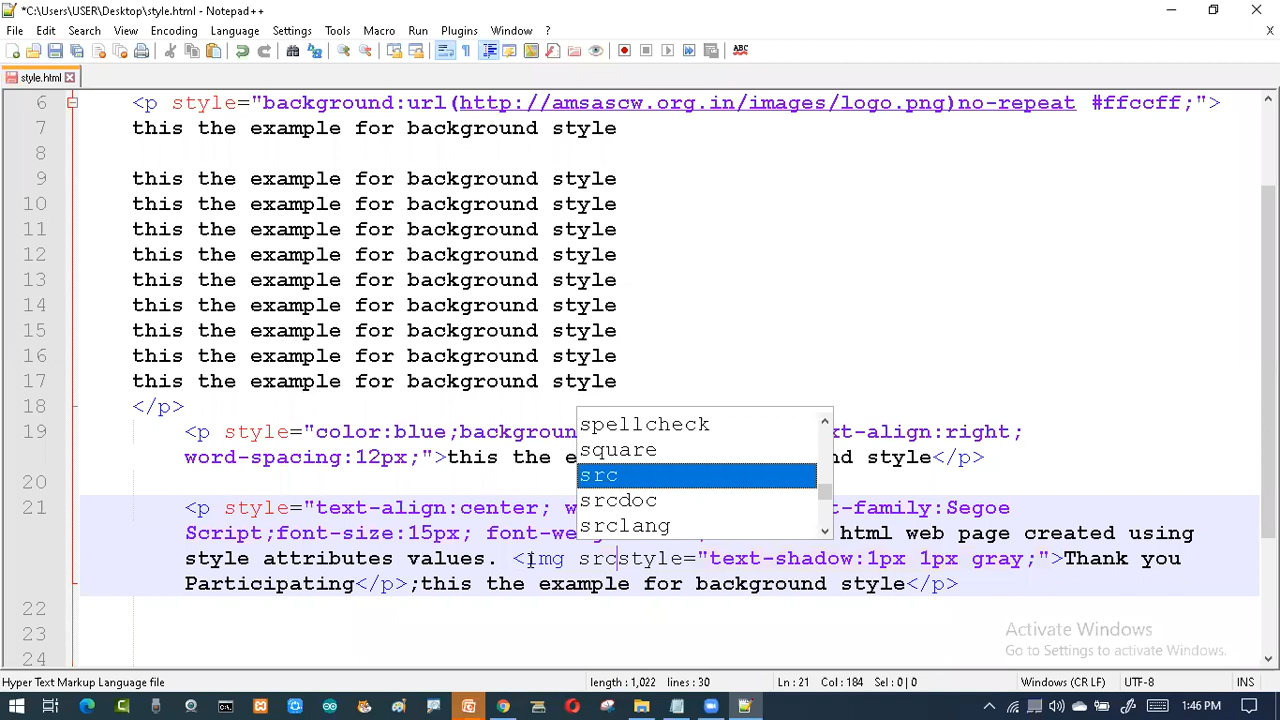 *C:\Users\USER\Desktop\style.html - Notepad++
File Edit Search View Encoding Language Settings Tools Macro Run Plugins Window ? X
ABC
style.html
6 <p style="background:url(http://amsascw.org.in/images/logo.png)no-repeat #ffccff;">
7 this the example for background style
8
9 this the example for background style
10 this the example for background style
11 this the example for background style
12 this the example for background style
13 this the example for background style
14 this the example for background style
15 this the example for background style
16 this the example for background style
17 this the example for background style
18 </p>
19 <p style="color:blue;backgroun xt-align:right;
word-spacing:12px;">this the e d style</p>
20
21 <p style="text-align:center; t-family:Segoe
Script;font-size:15px; html web page created using
style attributes values. <img srcstyle="text-shadow:1px 1px gray;">Thank you
Participating</p>;this the example for background style</p>
22
23
24
spellcheck
square
src
srcdoc
srclang
Activate Windows
Go to Settings to activate Windows.
Hyper Text Markup Language file length : 1,022 lines : 30 Ln : 21 Col : 184 Sel : 0 | 0 Windows (CR LF) UTF-8 INS
1:46 PM